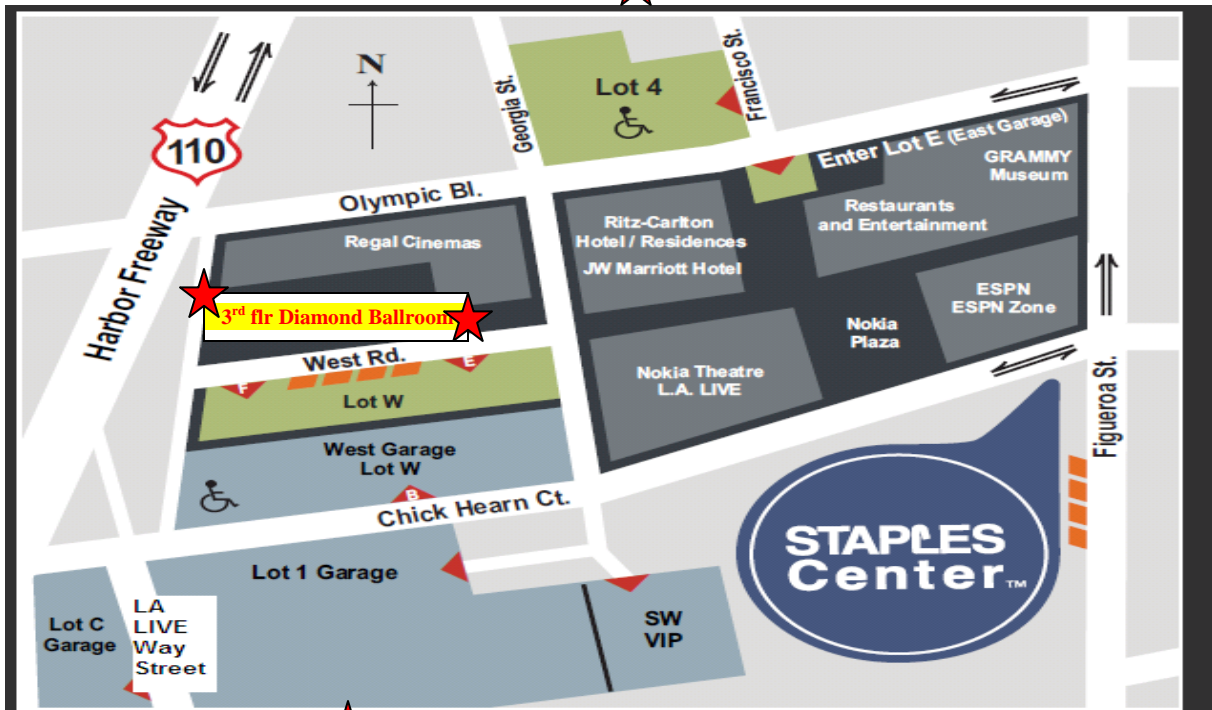 N
Georgia St.
Lot 4
Francisco St.
110
Harbor Freeway
Olympic Bl.
Enter Lot E (East Garage)
GRAMMY
Museum
Regal Cinemas
Ritz-Carlton
Hotel / Residences
JW Marriott Hotel
Restaurants
and Entertainment
ESPN
ESPN Zone
3rd flr Diamond Ballroom
Nokia
Plaza
West Rd.
F
E
Lot W
Nokia Theatre
L.A. LIVE
Figueroa St.
West Garage
Lot W
B
Chick Hearn Ct.
STAPLES
Center™
Lot 1 Garage
Lot C
Garage
LA
LIVE
Way
Street
SW
VIP